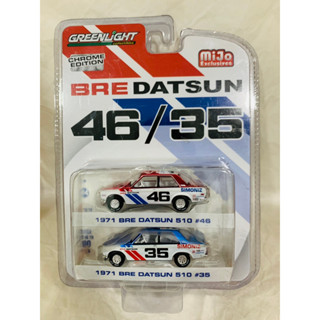 GREENLIGHT
CHROME EDITION
MiJo
Exclusives
BRE DATSUN
46/35
46
SIMONIZ
1971 BRE DATSUN 510 #46
35
SIMONIZ
1971 BRE DATSUN 510 #35